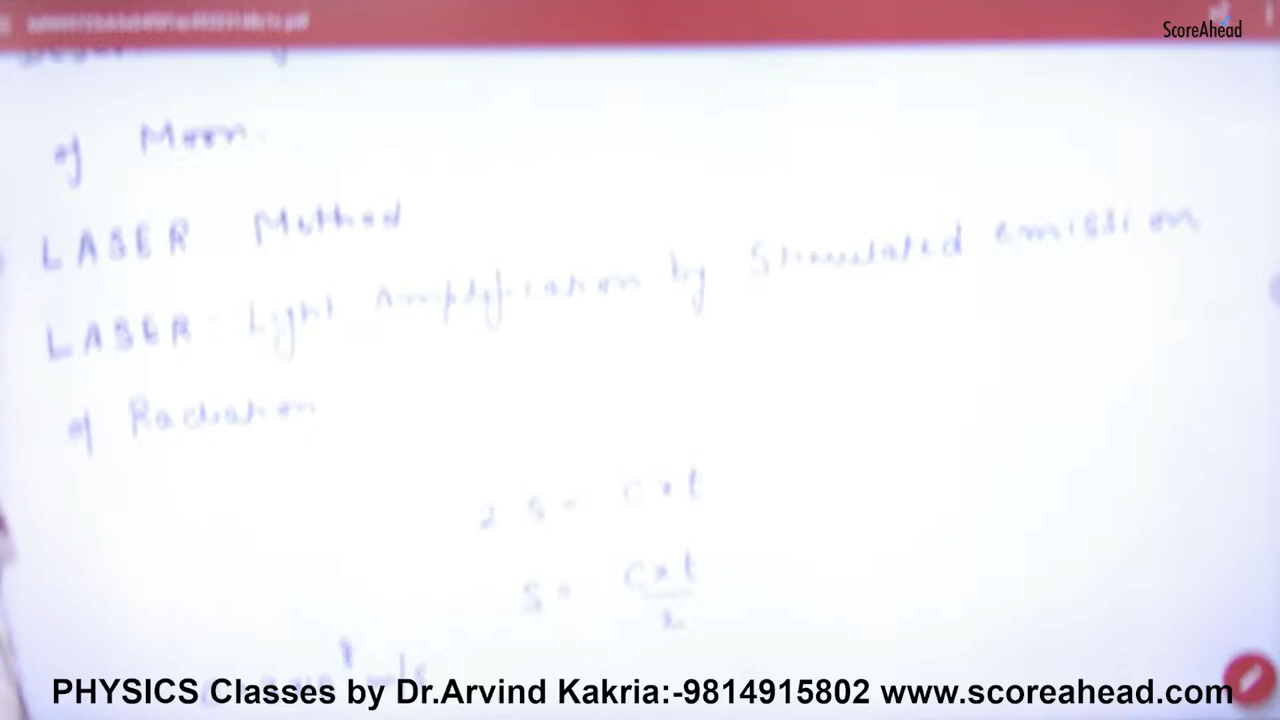 ScoreAhead
of Moon.
LASER Method
LASER: Light Amplification by Stimulated emission
of Radiation
2 S = C × t
S = C × t / 2
m/s
PHYSICS Classes by Dr.Arvind Kakria:-9814915802 www.scoreahead.com